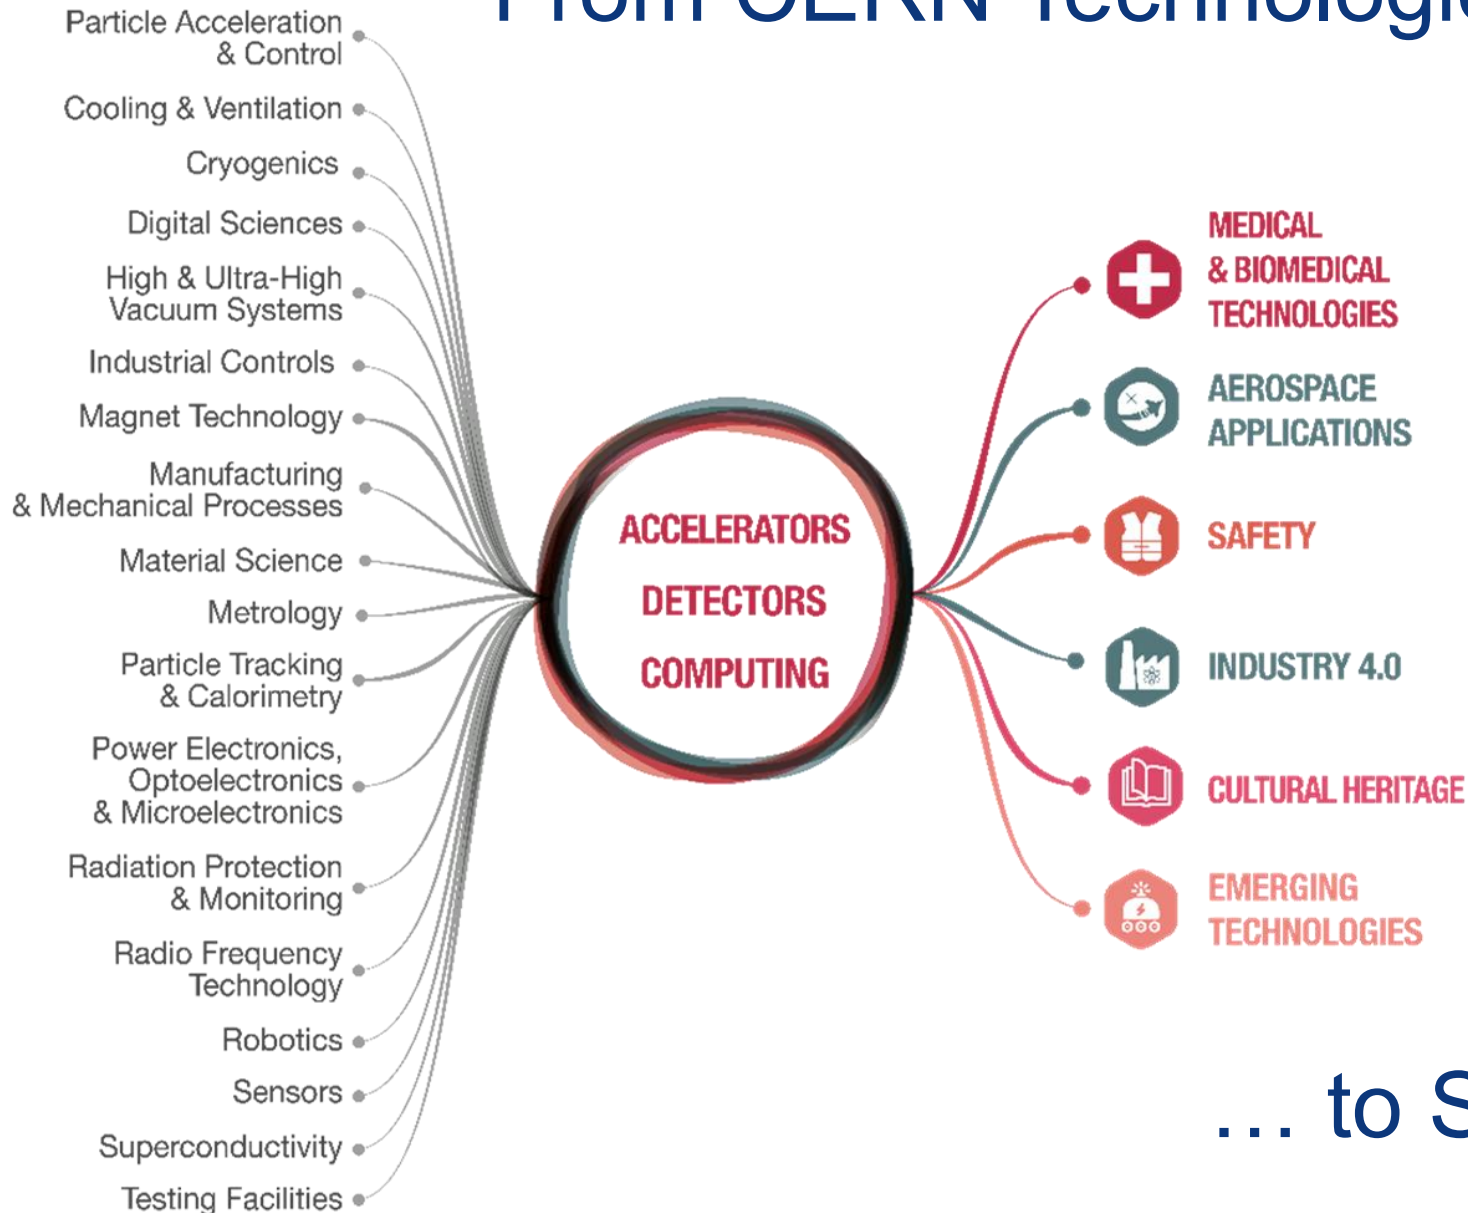 From CERN Technologie
Particle Acceleration
& Control
Cooling & Ventilation
Cryogenics
Digital Sciences
High & Ultra-High
Vacuum Systems
Industrial Controls
Magnet Technology
Manufacturing
& Mechanical Processes
Material Science
Metrology
Particle Tracking
& Calorimetry
Power Electronics,
Optoelectronics
& Microelectronics
Radiation Protection
& Monitoring
Radio Frequency
Technology
Robotics
Sensors
Superconductivity
Testing Facilities
ACCELERATORS
DETECTORS
COMPUTING
MEDICAL
& BIOMEDICAL
TECHNOLOGIES
AEROSPACE
APPLICATIONS
SAFETY
INDUSTRY 4.0
CULTURAL HERITAGE
EMERGING
TECHNOLOGIES
… to S